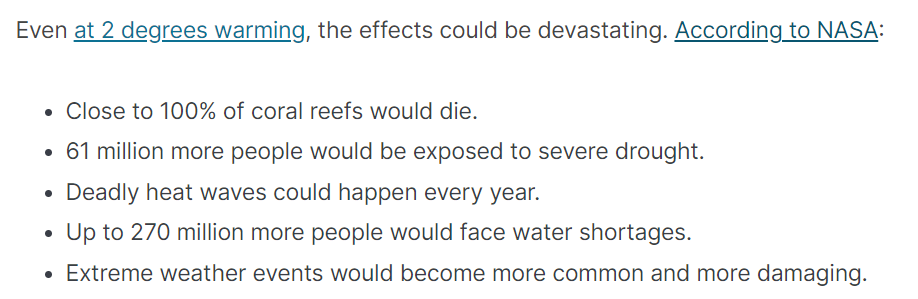 Even at 2 degrees warming, the effects could be devastating. According to NASA:
• Close to 100% of coral reefs would die.
• 61 million more people would be exposed to severe drought.
• Deadly heat waves could happen every year.
• Up to 270 million more people would face water shortages.
• Extreme weather events would become more common and more damaging.